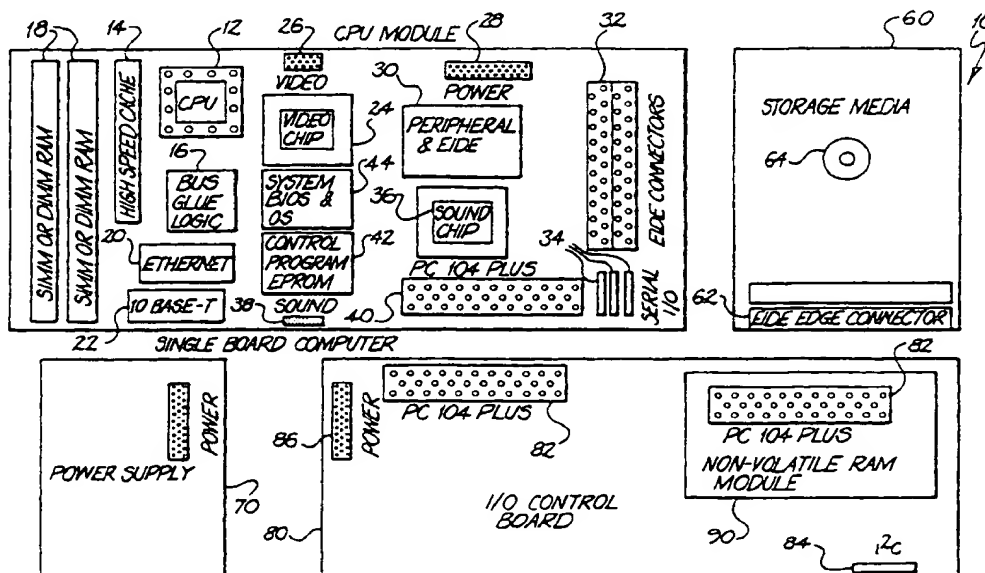 CPU MODULE
18
14
12
26
28
32
60
10
SIMM OR DIMM RAM
SIMM OR DIMM RAM
HIGH SPEED CACHE
CPU
VIDEO
VIDEO
CHIP
24
30
POWER
PERIPHERAL
& EIDE
EIDE CONNECTORS
STORAGE MEDIA
64
16
BUS
GLUE
LOGIC
SYSTEM
BIOS &
OS
44
36
SOUND
CHIP
34
20
ETHERNET
CONTROL
PROGRAM
EPROM
42
PC 104 PLUS
22
10 BASE-T
SOUND
38
40
SERIAL
I/O
62
EIDE EDGE CONNECTOR
SINGLE BOARD COMPUTER
POWER
POWER SUPPLY
70
86
POWER
PC 104 PLUS
82
I/O CONTROL
BOARD
80
82
PC 104 PLUS
NON-VOLATILE RAM
MODULE
90
84
I2C